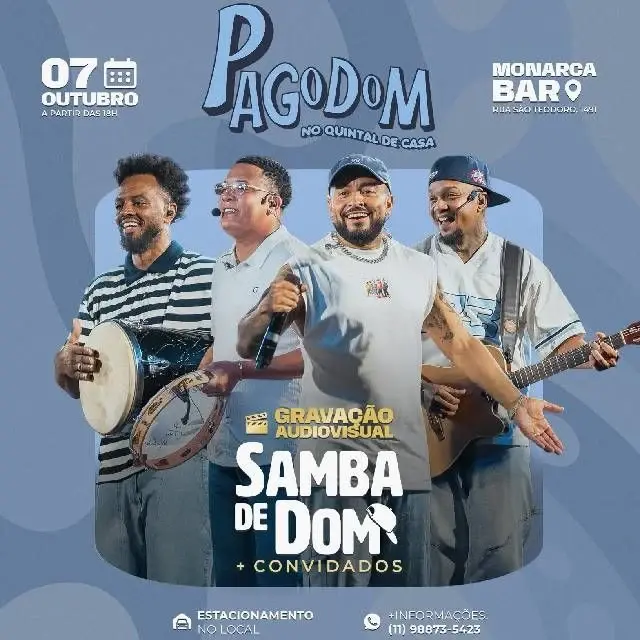 07
OUTUBRO
A PARTIR DAS 18H
PAGODOM
NO QUINTAL DE CASA
MONARCA
BAR
RUA SÃO TEODORO, 1491
GRAVAÇÃO
AUDIOVISUAL
SAMBA
DE DOM
+ CONVIDADOS
ESTACIONAMENTO
NO LOCAL
+INFORMAÇÕES:
(11) 98873-5423